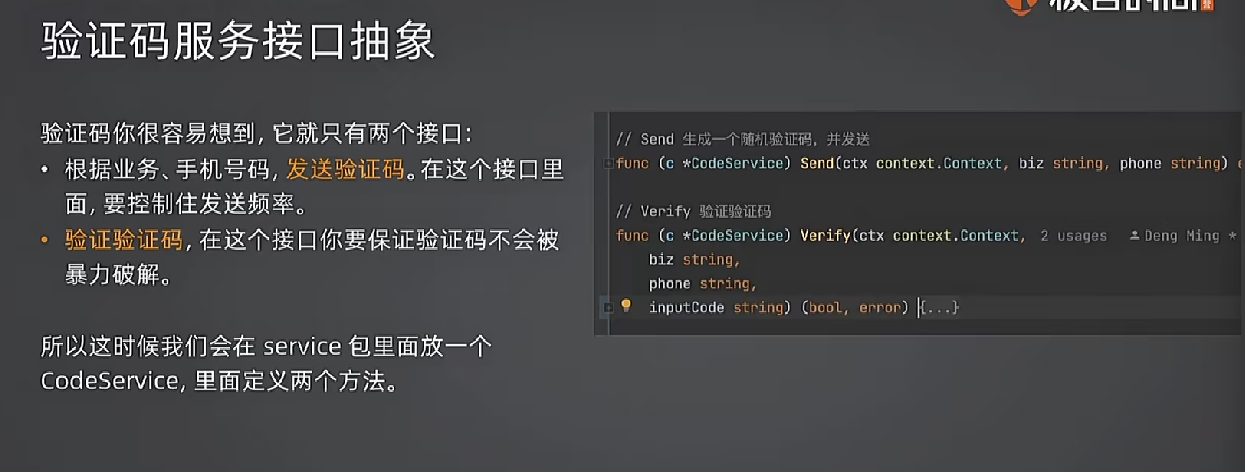 验证码服务接口抽象
验证码你很容易想到,它就只有两个接口:
• 根据业务、手机号码,发送验证码。在这个接口里
面,要控制住发送频率。
• 验证验证码,在这个接口你要保证验证码不会被
暴力破解。
所以这时候我们会在 service 包里面放一个
CodeService, 里面定义两个方法。
// Send 生成一个随机验证码,并发送
func (c *CodeService) Send(ctx context.Context, biz string, phone string) e
// Verify 验证验证码
func (c *CodeService) Verify(ctx context.Context, 2 usages Deng Ming *
biz string,
phone string,
inputCode string) (bool, error) {...}